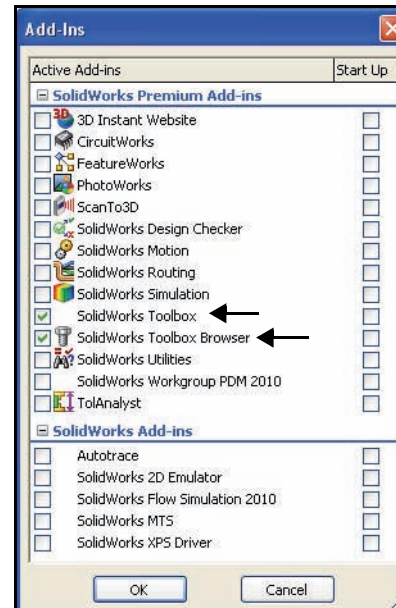 Add-Ins
Active Add-ins Start Up
SolidWorks Premium Add-ins
3D Instant Website
CircuitWorks
FeatureWorks
PhotoWorks
ScanTo3D
SolidWorks Design Checker
SolidWorks Motion
SolidWorks Routing
SolidWorks Simulation
SolidWorks Toolbox
SolidWorks Toolbox Browser
SolidWorks Utilities
SolidWorks Workgroup PDM 2010
TolAnalyst
SolidWorks Add-ins
Autotrace
SolidWorks 2D Emulator
SolidWorks Flow Simulation 2010
SolidWorks MTS
SolidWorks XPS Driver
OK Cancel